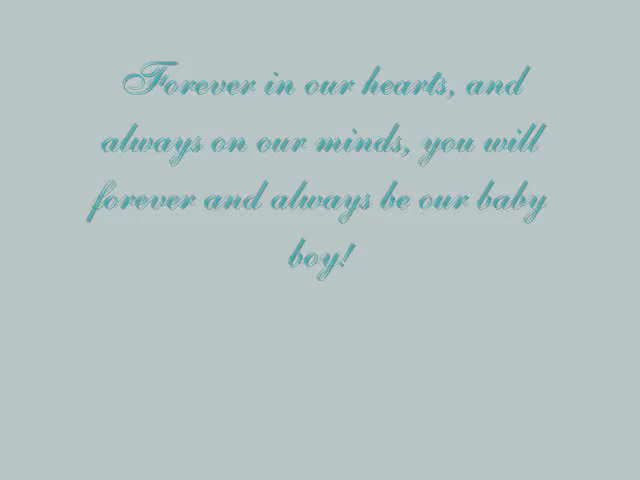 Forever in our hearts, and
always on our minds, you will
forever and always be our baby
boy!